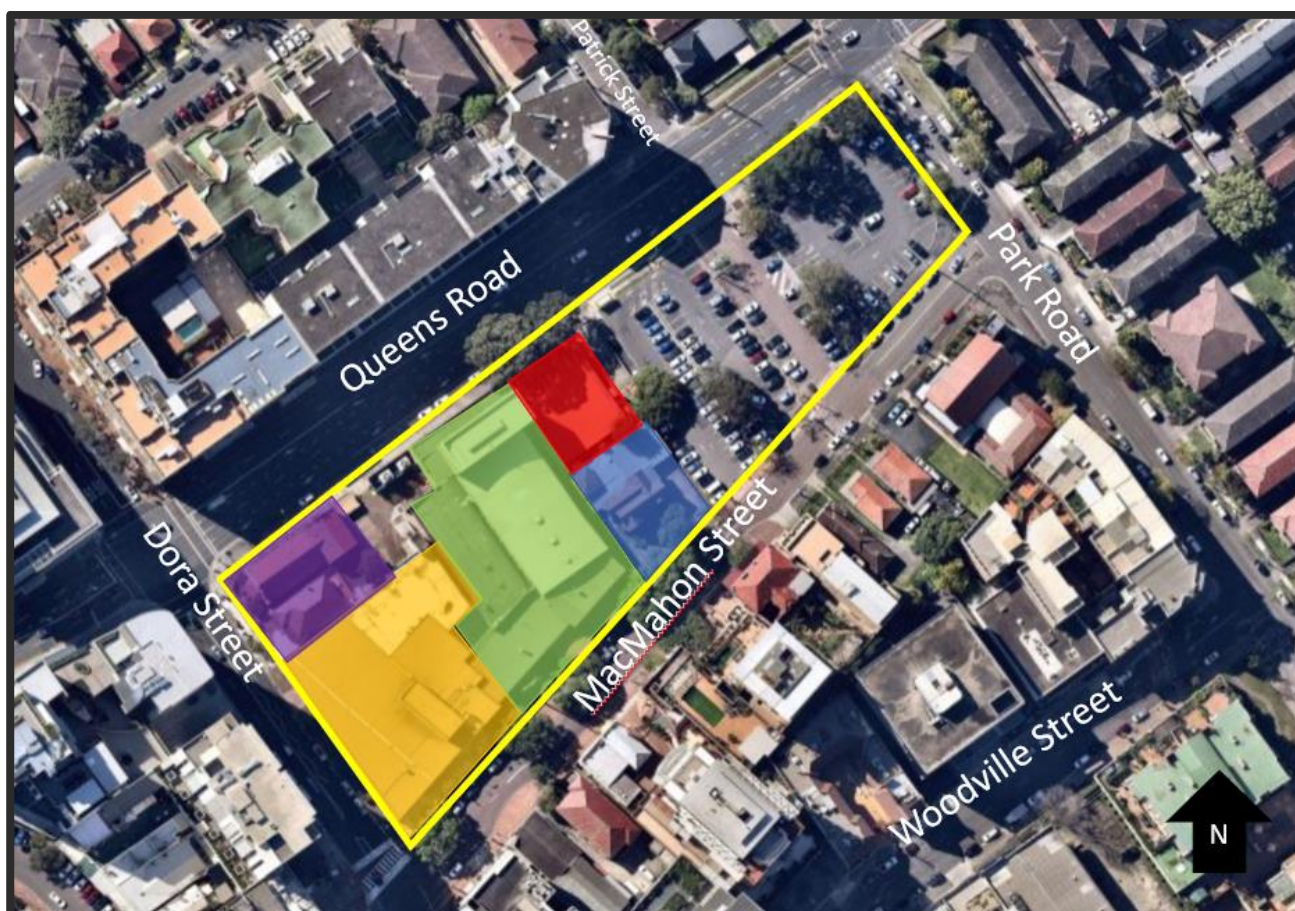 Patrick Street
Queens Road
Park Road
Dora Street
MacMahon Street
Woodville Street
N